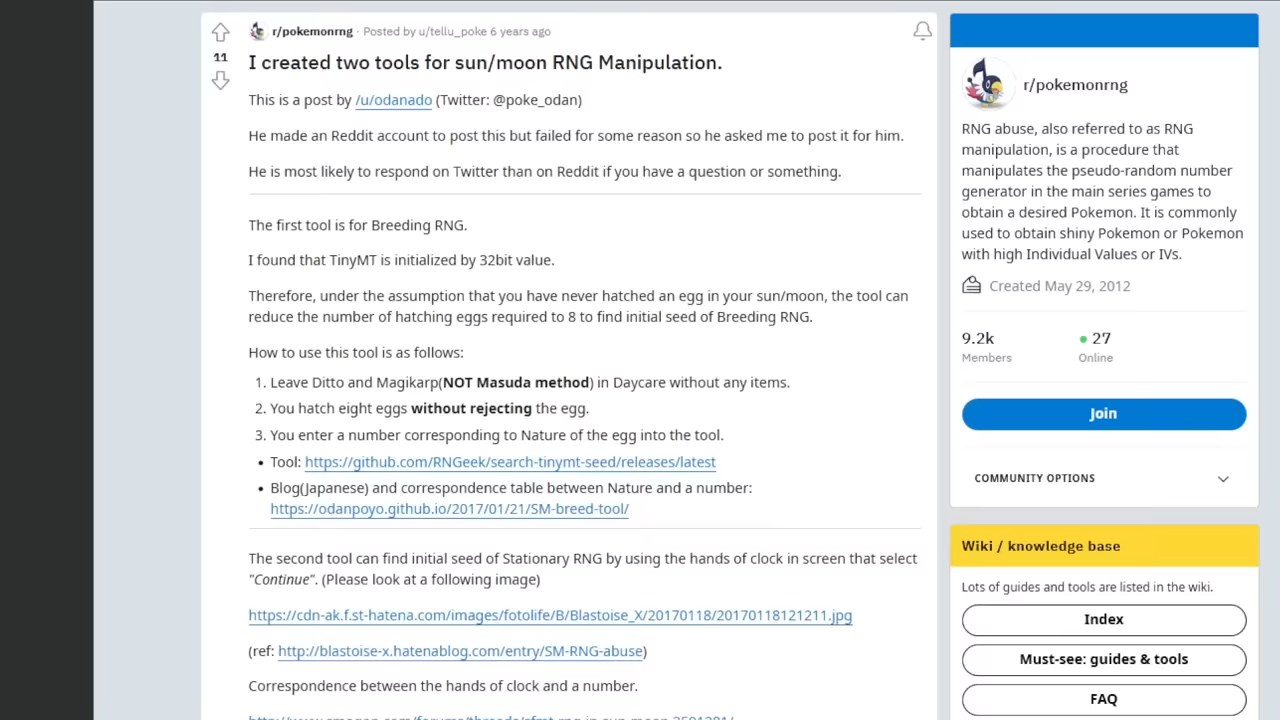 r/pokemonrng · Posted by u/tellu_poke 6 years ago
11
I created two tools for sun/moon RNG Manipulation.
This is a post by /u/odanado (Twitter: @poke_odan)
He made an Reddit account to post this but failed for some reason so he asked me to post it for him.
He is most likely to respond on Twitter than on Reddit if you have a question or something.
The first tool is for Breeding RNG.
I found that TinyMT is initialized by 32bit value.
Therefore, under the assumption that you have never hatched an egg in your sun/moon, the tool can
reduce the number of hatching eggs required to 8 to find initial seed of Breeding RNG.
How to use this tool is as follows:
1. Leave Ditto and Magikarp(NOT Masuda method) in Daycare without any items.
2. You hatch eight eggs without rejecting the egg.
3. You enter a number corresponding to Nature of the egg into the tool.
• Tool: https://github.com/RNGeek/search-tinymt-seed/releases/latest
• Blog(Japanese) and correspondence table between Nature and a number:
https://odanpoyo.github.io/2017/01/21/SM-breed-tool/
The second tool can find initial seed of Stationary RNG by using the hands of clock in screen that select
"Continue". (Please look at a following image)
https://cdn-ak.f.st-hatena.com/images/fotolife/B/Blastoise_X/20170118/20170118121211.jpg
(ref: http://blastoise-x.hatenablog.com/entry/SM-RNG-abuse)
Correspondence between the hands of clock and a number.
r/pokemonrng
RNG abuse, also referred to as RNG
manipulation, is a procedure that
manipulates the pseudo-random number
generator in the main series games to
obtain a desired Pokemon. It is commonly
used to obtain shiny Pokemon or Pokemon
with high Individual Values or IVs.
Created May 29, 2012
9.2k
Members
27
Online
Join
COMMUNITY OPTIONS
Wiki / knowledge base
Lots of guides and tools are listed in the wiki.
Index
Must-see: guides & tools
FAQ